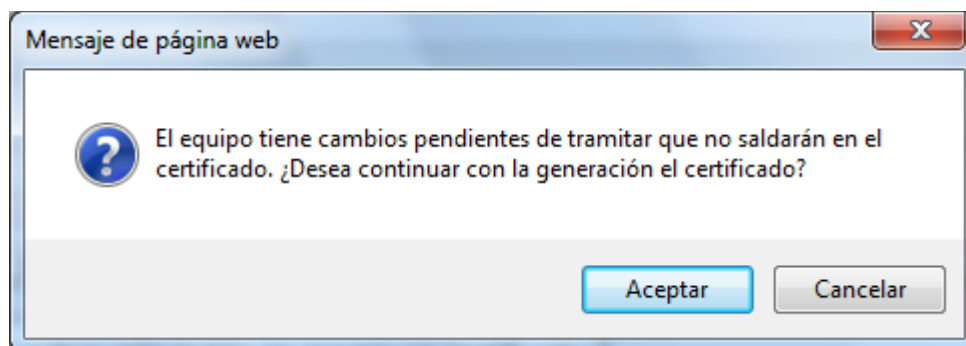 Mensaje de página web
El equipo tiene cambios pendientes de tramitar que no saldrán en el
certificado. ¿Desea continuar con la generación el certificado?
Aceptar
Cancelar